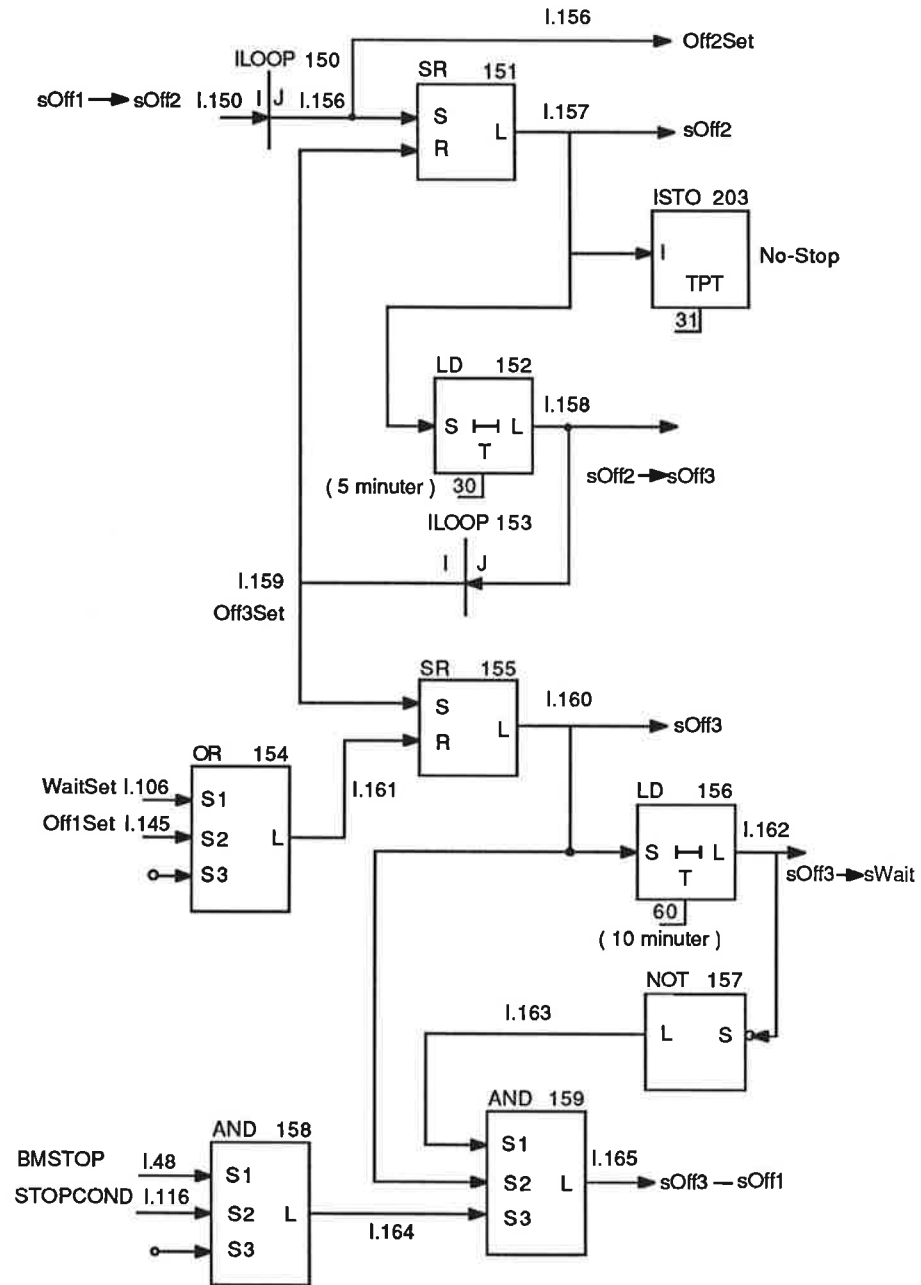 I.156
Off2Set
ILOOP 150
sOff1 sOff2 I.150 I J I.156
SR 151
S
R
L
I.157
sOff2
ISTO 203
I
TPT
31
No-Stop
LD 152
S L
T
30
( 5 minuter )
I.158
sOff2 sOff3
ILOOP 153
I J
I.159
Off3Set
SR 155
S
R
L
I.160
sOff3
OR 154
WaitSet I.106
Off1Set I.145
S1
S2 L
S3
I.161
LD 156
S L
T
60
( 10 minuter )
I.162
sOff3 sWait
NOT 157
L S
I.163
AND 159
S1
S2 L
S3
I.165
sOff3 — sOff1
AND 158
BMSTOP I.48
STOPCOND I.116
S1
S2 L
S3
I.164